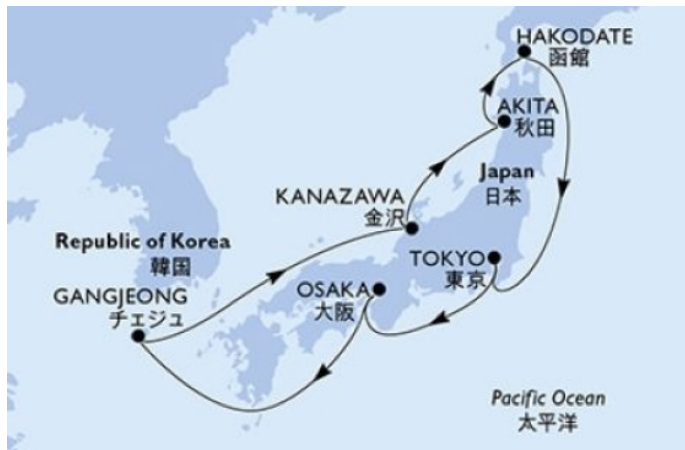 HAKODATE
函館
AKITA
秋田
Japan
日本
KANAZAWA
金沢
Republic of Korea
韓国
TOKYO
東京
GANGJEONG
チェジュ
OSAKA
大阪
Pacific Ocean
太平洋